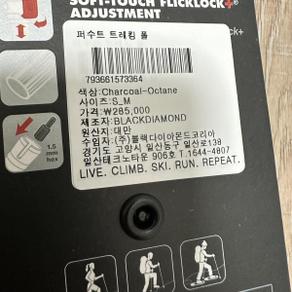 SOFT-TOUCH FLICKLOCK+®
ADJUSTMENT
퍼수트 트레킹 폴
793661573364
색상:Charcoal-Octane
사이즈:S_M
가격:₩285,000
제조자:BLACKDIAMOND
원산지:대만
수입자:(주)블랙다이아몬드코리아
경기도 고양시 일산동구 일산로138
일산테크노타운 906호 T.1644-4807
LIVE. CLIMB. SKI. RUN. REPEAT.
1.5
mm
hex